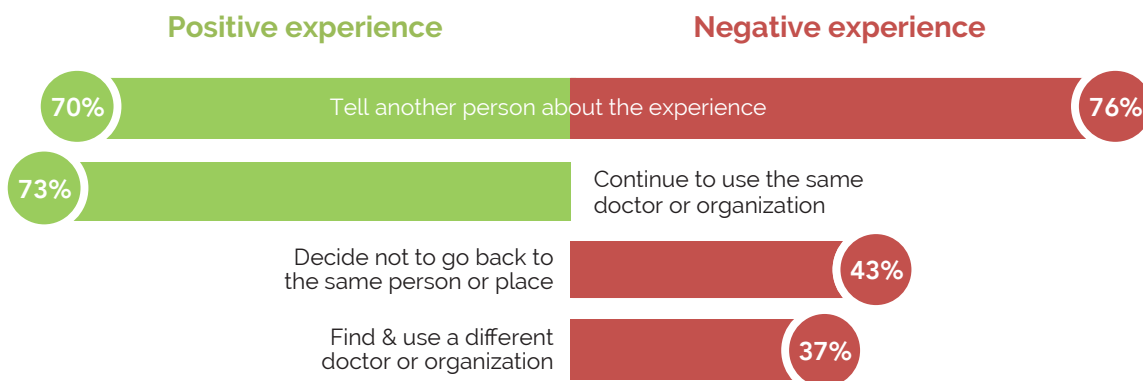 Positive experience
Negative experience
70%
Tell another person about the experience
76%
73%
Continue to use the same
doctor or organization
Decide not to go back to
the same person or place
43%
Find & use a different
doctor or organization
37%